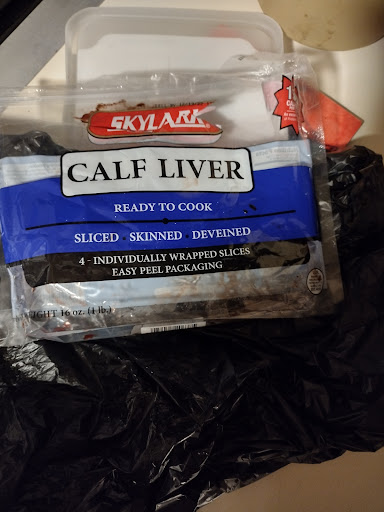 SKYLARK
CALF LIVER
READY TO COOK
SLICED · SKINNED · DEVEINED
4 - INDIVIDUALLY WRAPPED SLICES
EASY PEEL PACKAGING
16 oz. (1 lb.)